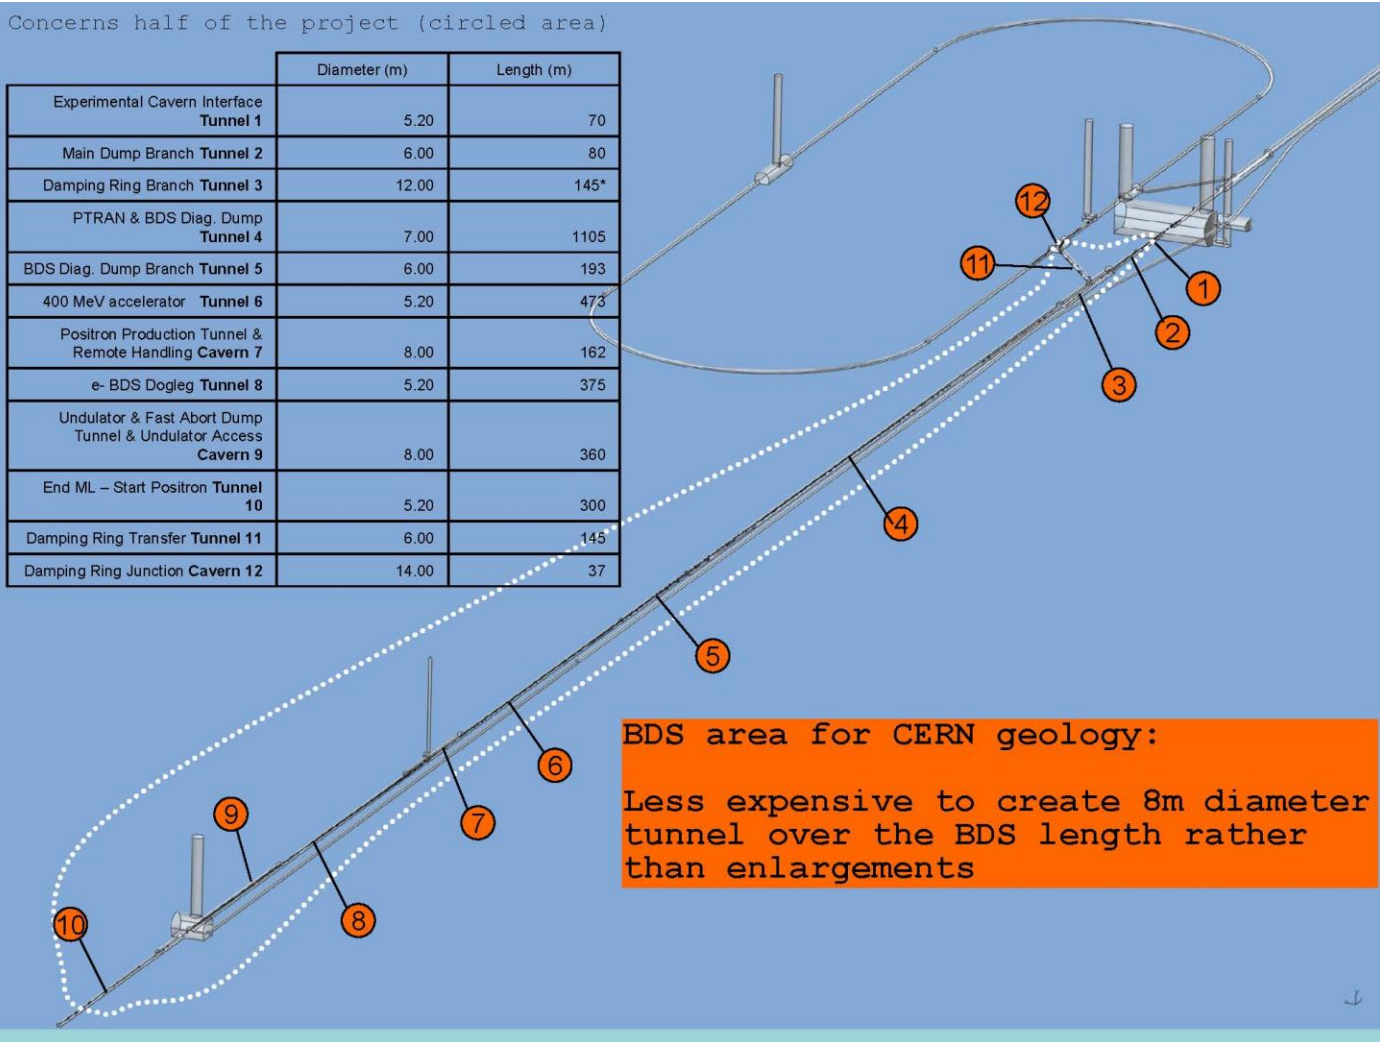 Concerns half of the project (circled area)
Diameter (m) Length (m)
Experimental Cavern Interface
Tunnel 1 5.20 70
Main Dump Branch Tunnel 2 6.00 80
Damping Ring Branch Tunnel 3 12.00 145*
PTRAN & BDS Diag. Dump
Tunnel 4 7.00 1105
BDS Diag. Dump Branch Tunnel 5 6.00 193
400 MeV accelerator Tunnel 6 5.20 473
Positron Production Tunnel &
Remote Handling Cavern 7 8.00 162
e- BDS Dogleg Tunnel 8 5.20 375
Undulator & Fast Abort Dump
Tunnel & Undulator Access
Cavern 9 8.00 360
End ML – Start Positron Tunnel
10 5.20 300
Damping Ring Transfer Tunnel 11 6.00 145
Damping Ring Junction Cavern 12 14.00 37
12
11
1
2
3
4
5
6
7
9
8
10
BDS area for CERN geology:
Less expensive to create 8m diameter
tunnel over the BDS length rather
than enlargements